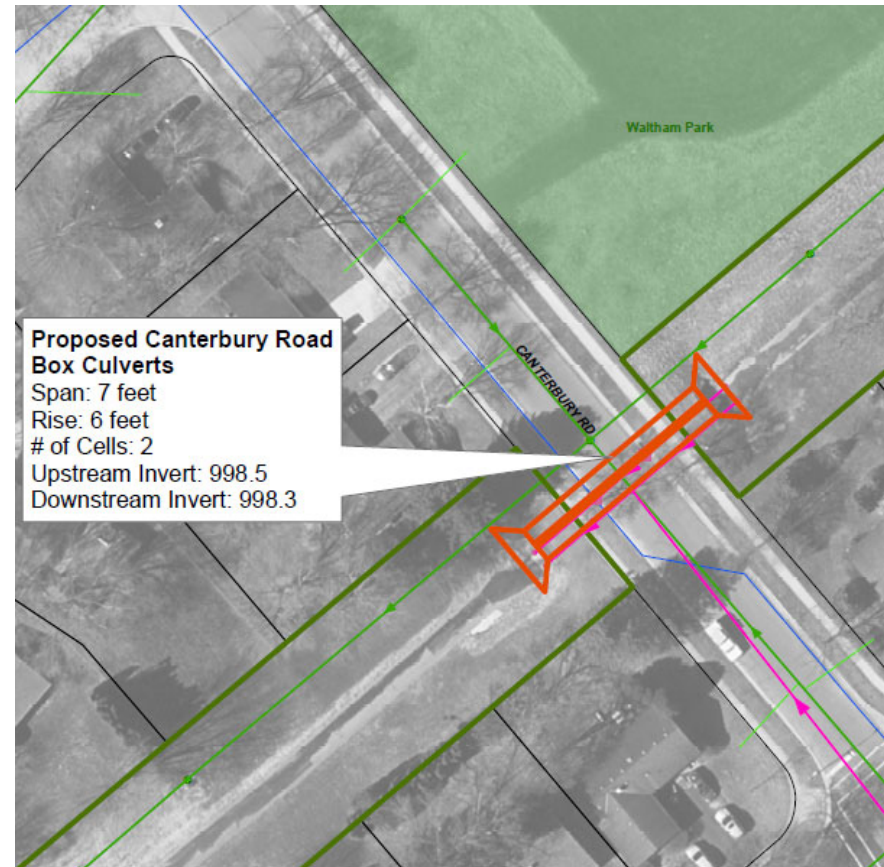 Waltham Park
Proposed Canterbury Road
Box Culverts
Span: 7 feet
Rise: 6 feet
# of Cells: 2
Upstream Invert: 998.5
Downstream Invert: 998.3
CANTERBURY RD